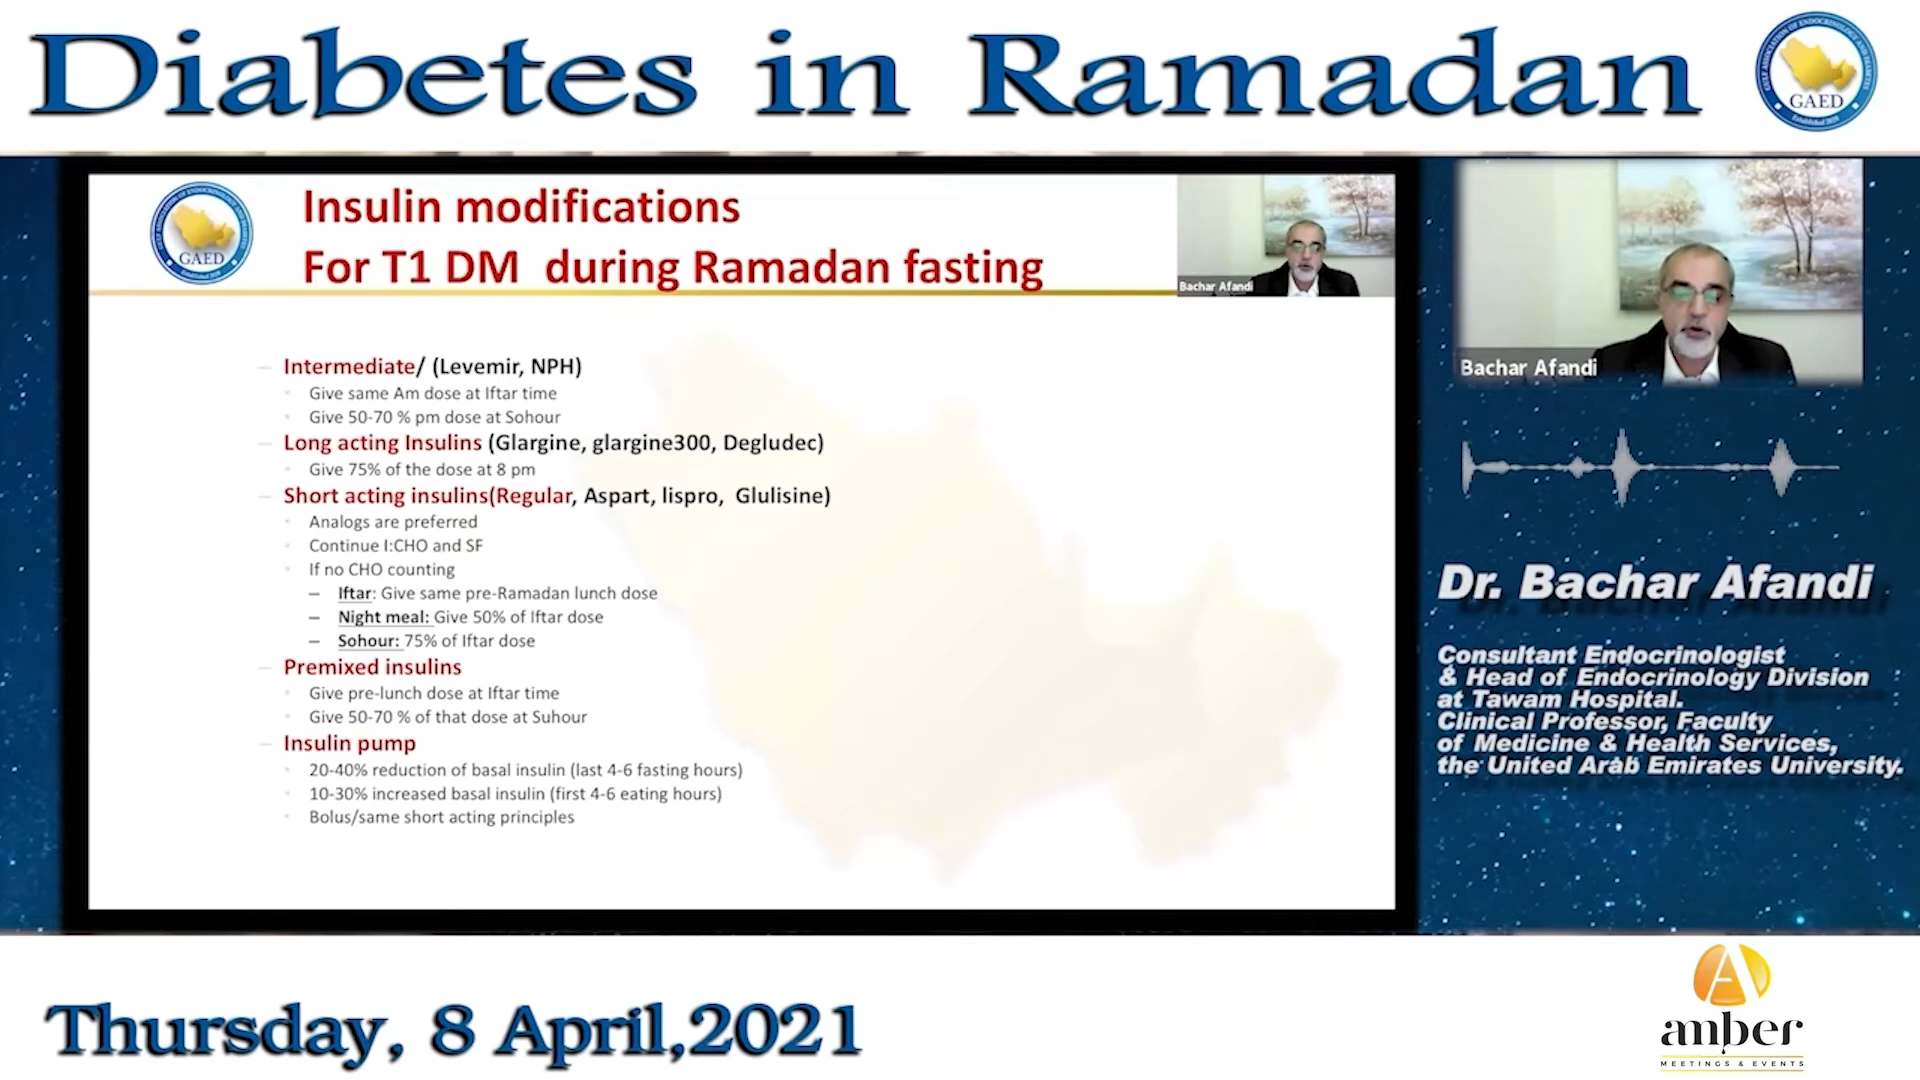 Diabetes in Ramadan
GAED
Insulin modifications
For T1 DM during Ramadan fasting
GAED
Bachar Afandi
Bachar Afandi
– Intermediate/ (Levemir, NPH)
Give same Am dose at Iftar time
Give 50-70 % pm dose at Sohour
– Long acting Insulins (Glargine, glargine300, Degludec)
Give 75% of the dose at 8 pm
– Short acting insulins(Regular, Aspart, lispro, Glulisine)
Analogs are preferred
Continue I:CHO and SF
If no CHO counting
– Iftar: Give same pre-Ramadan lunch dose
– Night meal: Give 50% of Iftar dose
– Sohour: 75% of Iftar dose
– Premixed insulins
Give pre-lunch dose at Iftar time
Give 50-70 % of that dose at Suhour
– Insulin pump
20-40% reduction of basal insulin (last 4-6 fasting hours)
10-30% increased basal insulin (first 4-6 eating hours)
Bolus/same short acting principles
Dr. Bachar Afandi
Consultant Endocrinologist
& Head of Endocrinology Division
at Tawam Hospital.
Clinical Professor, Faculty
of Medicine & Health Services,
the United Arab Emirates University.
Thursday, 8 April,2021
amber
MEETINGS & EVENTS